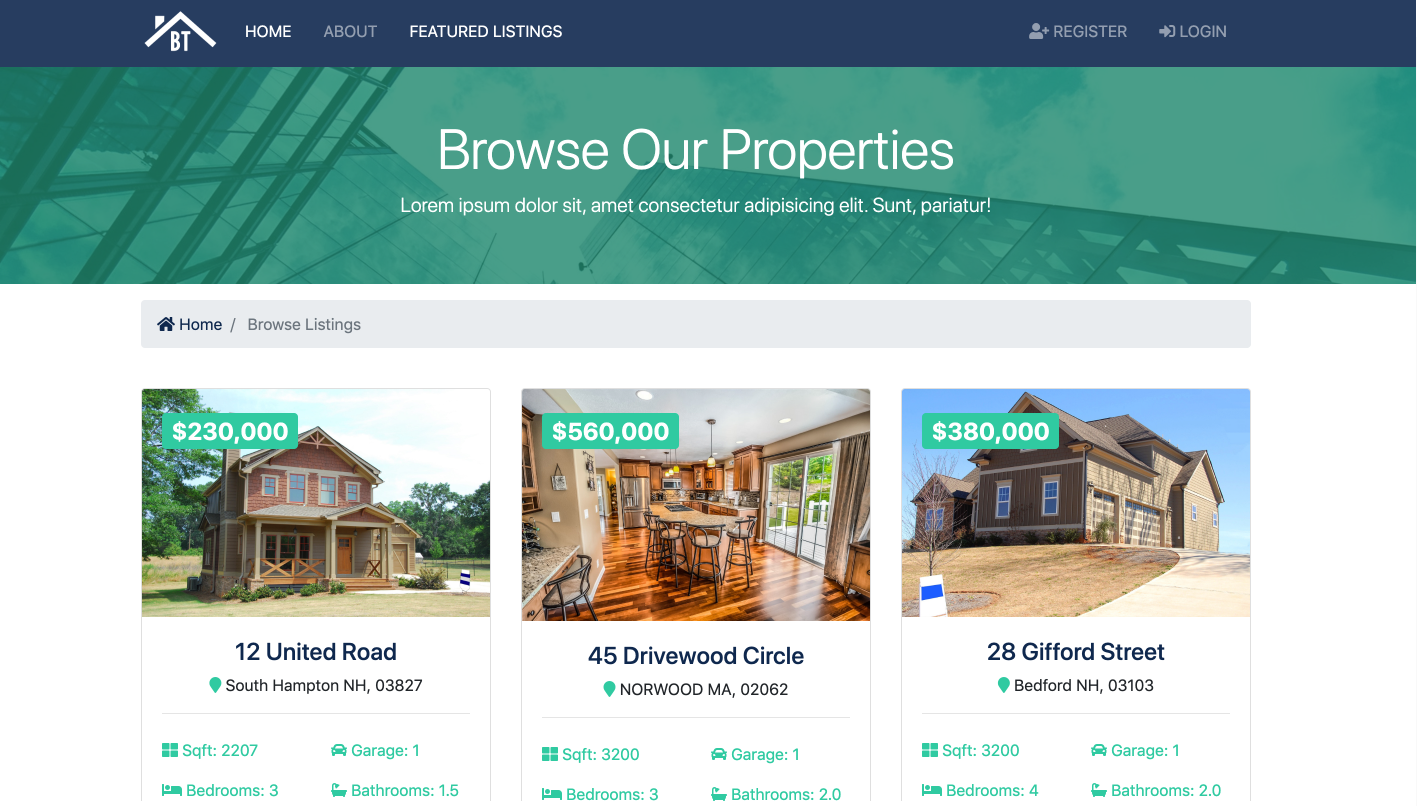 BT
HOME ABOUT FEATURED LISTINGS REGISTER LOGIN
Browse Our Properties
Lorem ipsum dolor sit, amet consectetur adipisicing elit. Sunt, pariatur!
Home / Browse Listings
$230,000
12 United Road
South Hampton NH, 03827
Sqft: 2207 Garage: 1
Bedrooms: 3 Bathrooms: 1.5
$560,000
45 Drivewood Circle
NORWOOD MA, 02062
Sqft: 3200 Garage: 1
Bedrooms: 3 Bathrooms: 2.0
$380,000
28 Gifford Street
Bedford NH, 03103
Sqft: 3200 Garage: 1
Bedrooms: 4 Bathrooms: 2.0